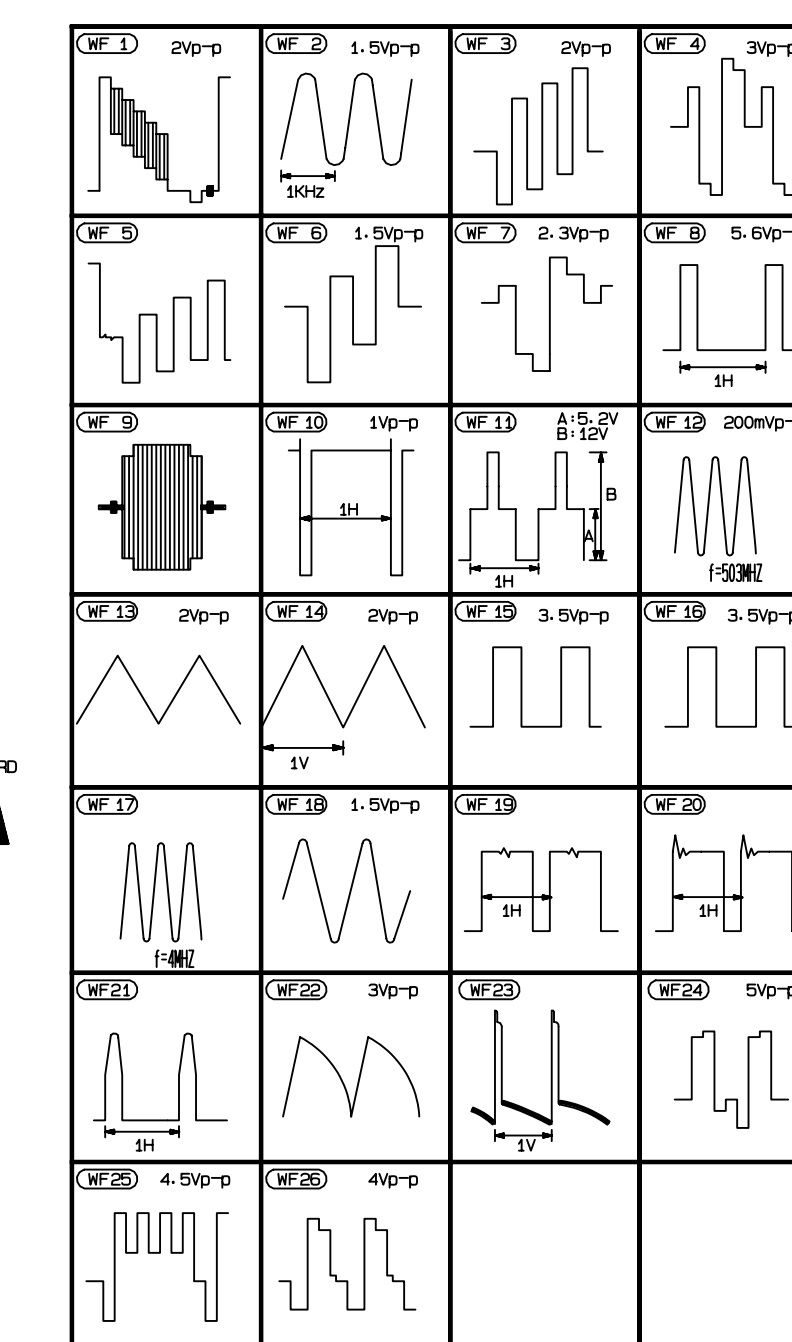 WF 1 2Vp-p
WF 2 1.5Vp-p
1KHz
WF 3 2Vp-p
WF 4 3Vp-p
WF 5
WF 6 1.5Vp-p
WF 7 2.3Vp-p
WF 8 5.6Vp-
1H
WF 9
WF 10 1Vp-p
1H
WF 11 A:5.2V
B:12V
B
A
1H
WF 12 200mVp-
f=503MHZ
WF 13 2Vp-p
WF 14 2Vp-p
1V
WF 15 3.5Vp-p
WF 16 3.5Vp-p
RD
WF 17
f=4MHZ
WF 18 1.5Vp-p
WF 19
1H
WF 20
1H
WF21
1H
WF22 3Vp-p
WF23
1V
WF24 5Vp-p
WF25 4.5Vp-p
WF26 4Vp-p